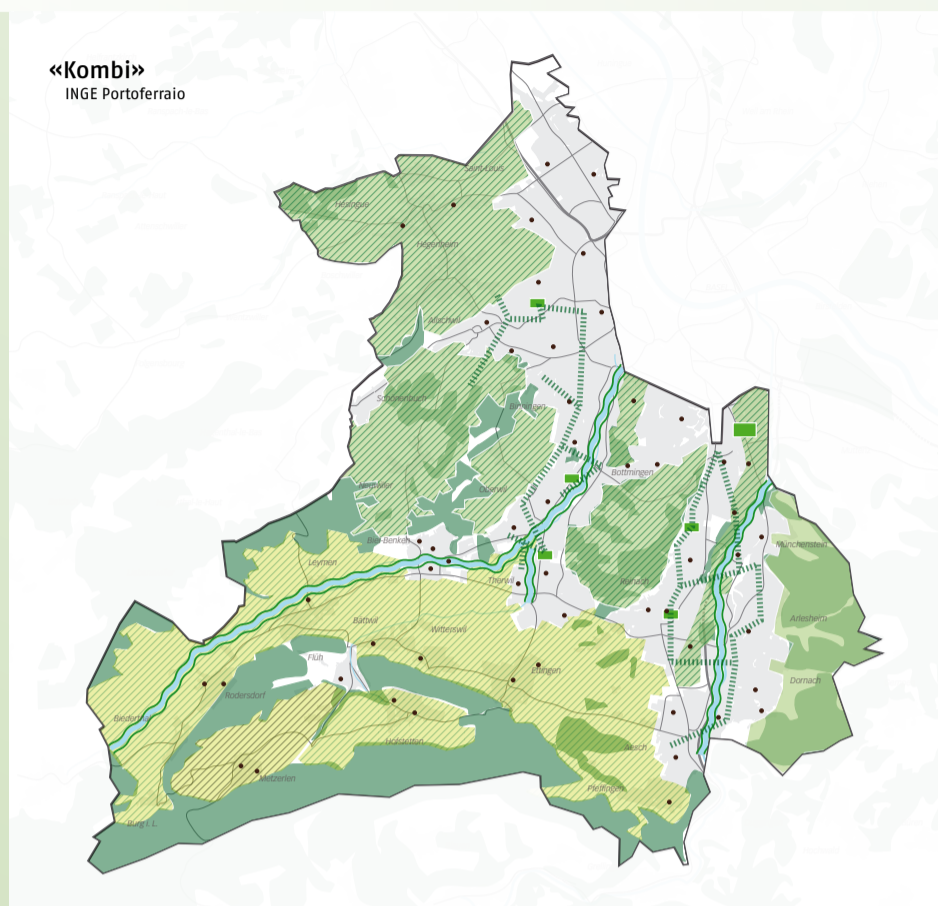 «Kombi»
INGE Portoferraio
Saint-Louis
Hésingue
Hégenheim
Allschwil
Schönenbuch
Binningen
Bottmingen
Neuwiller
Oberwil
Biel-Benken
Münchenstein
Leymen
Therwil
Reinach
Arlesheim
Bättwil
Witterswil
Flüh
Ettingen
Dornach
Rodersdorf
Biederthal
Hofstetten
Aesch
Metzerlen
Pfeffingen
Burg i. L.